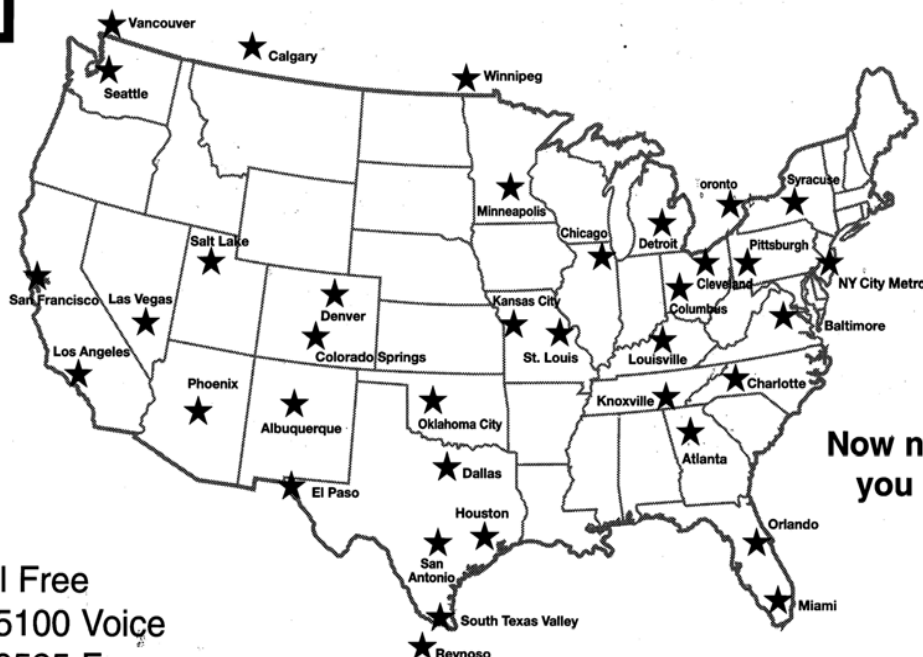 Vancouver
Calgary
Winnipeg
Seattle
Minneapolis
oronto
Syracuse
Chicago
Detroit
Pittsburgh
Salt Lake
Cleveland
NY City Metro
San Francisco
Las Vegas
Denver
Kansas City
Columbus
Baltimore
Los Angeles
Colorado Springs
St. Louis
Louisville
Phoenix
Albuquerque
Oklahoma City
Knoxville
Charlotte
Dallas
Atlanta
Now n
you
El Paso
Houston
Orlando
San
Antonio
l Free
5100 Voice
South Texas Valley
Miami
Reynoso